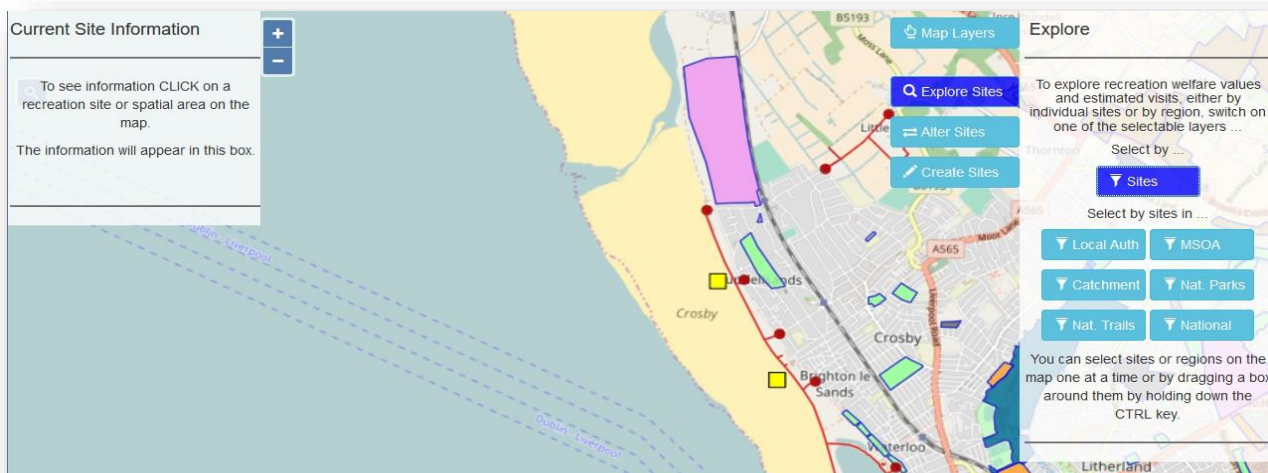 Current Site Information
To see information CLICK on a
recreation site or spatial area on the
map.
The information will appear in this box.
+
−
Dublin - Liverpool
Dublin - Liverpool
B5193
Moss Lane
Little
B5193
A565
Moor Lane
Liverpool Road
Crosby
Crosby
Brighton le
Sands
Waterloo
Litherland
Thornton
A565
Map Layers
Explore Sites
Alter Sites
Create Sites
Explore
To explore recreation welfare values
and estimated visits, either by
individual sites or by region, switch on
one of the selectable layers ...
Select by ...
Sites
Select by sites in ...
Local Auth
MSOA
Catchment
Nat. Parks
Nat. Trails
National
You can select sites or regions on the
map one at a time or by dragging a box
around them by holding down the
CTRL key.